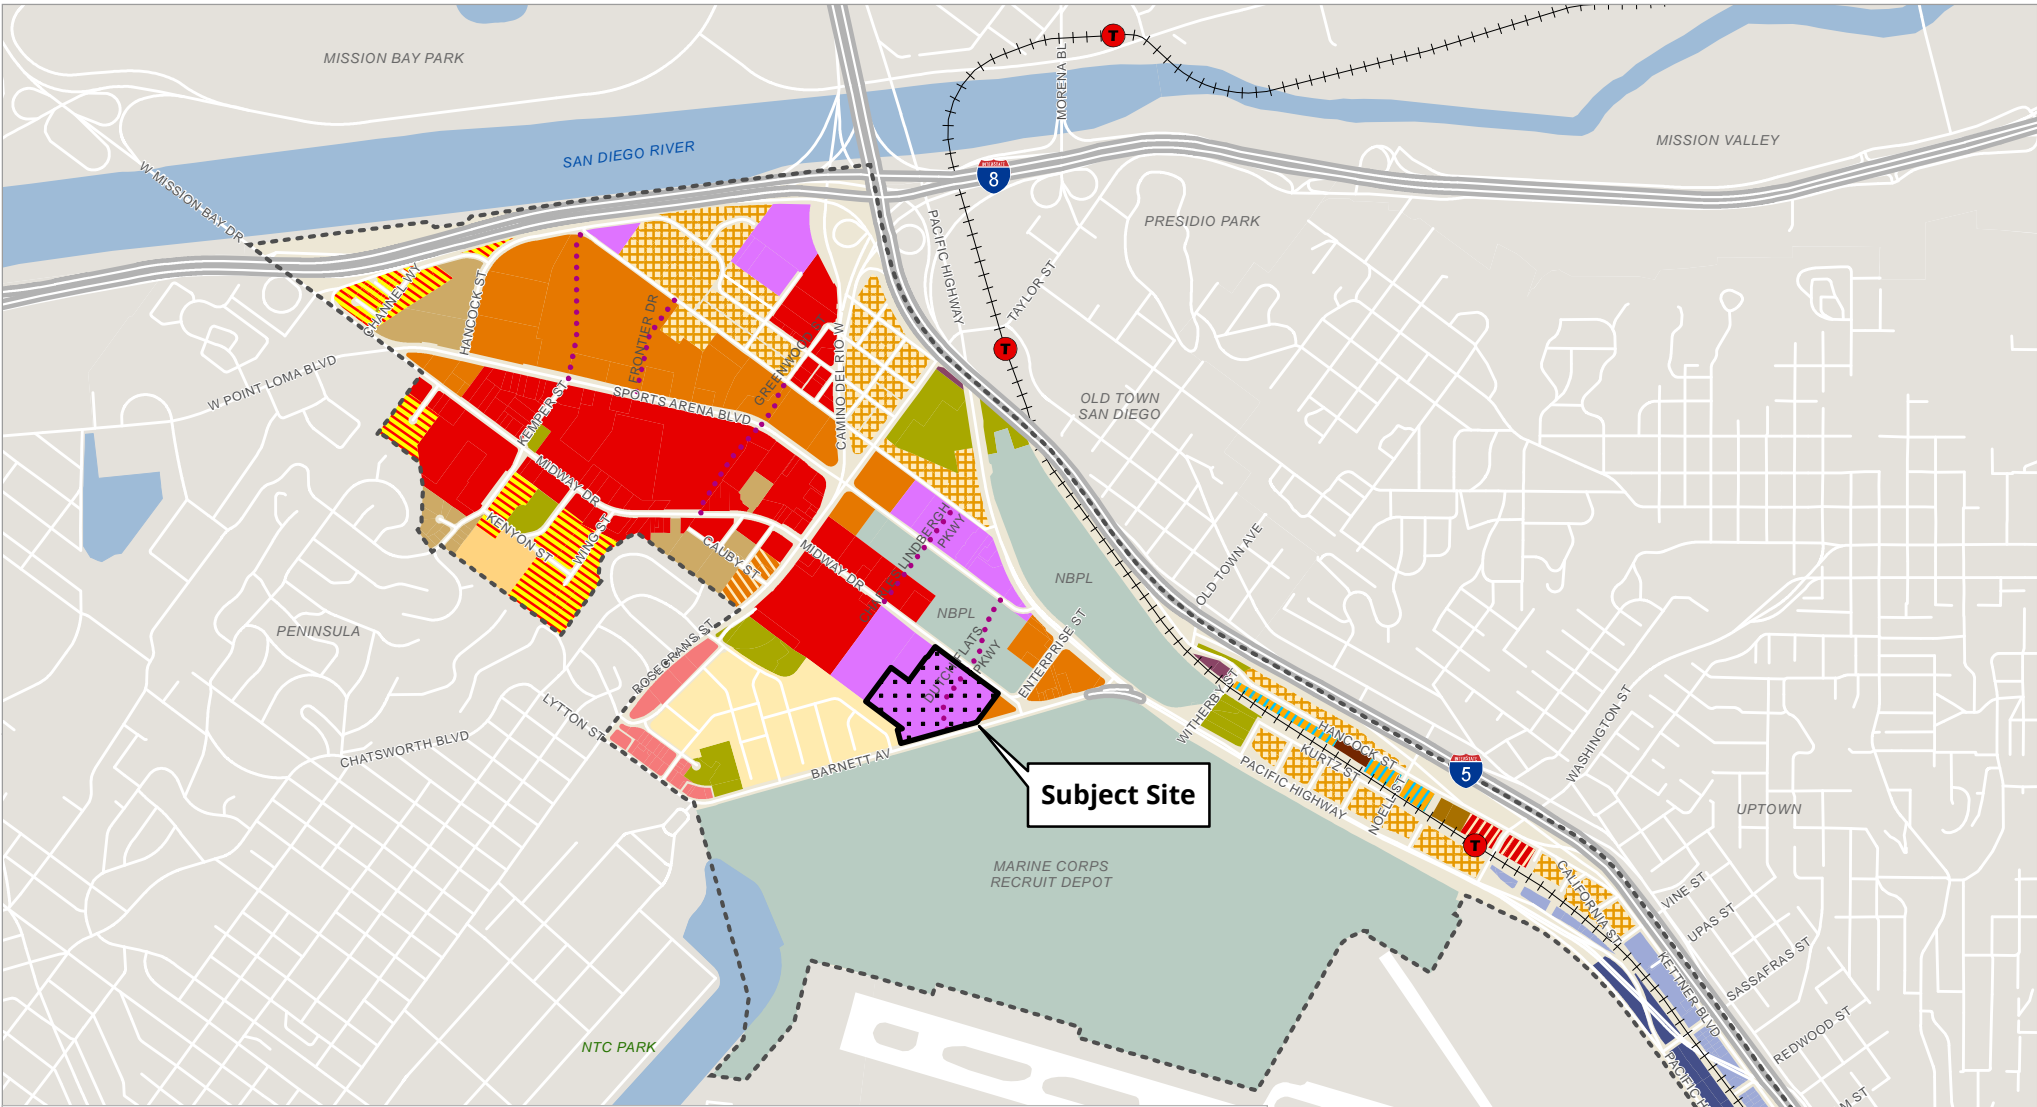 MISSION BAY PARK
SAN DIEGO RIVER
W MISSION BAY DR
MORENA BL
T
INTERSTATE
8
MISSION VALLEY
PRESIDIO PARK
PACIFIC HIGHWAY
TAYLOR ST
T
OLD TOWN
SAN DIEGO
CHANNEL WY
HANCOCK ST
W POINT LOMA BLVD
FRONTIER DR
GREENWOOD ST
CAMINO DEL RIO W
SPORTS ARENA BLVD
KEMPER ST
MIDWAY DR
KENYON ST
WING ST
CAUBY ST
MIDWAY DR
CHARLES LINDBERGH
PKWY
NBPL
NBPL
OLD TOWN AVE
PENINSULA
ROSECRANS ST
LYTTON ST
CHATSWORTH BLVD
DUTCH FLATS
PKWY
ENTERPRISE ST
BARNETT AV
Subject Site
WITHERBY ST
HANCOCK ST
KURTZ ST
PACIFIC HIGHWAY
NOELL ST
INTERSTATE
5
WASHINGTON ST
UPTOWN
T
MARINE CORPS
RECRUIT DEPOT
CALIFORNIA ST
VINE ST
UPAS ST
SASSAFRAS ST
KETTNER BLVD
REDWOOD ST
NTC PARK
PACIFIC H
M ST